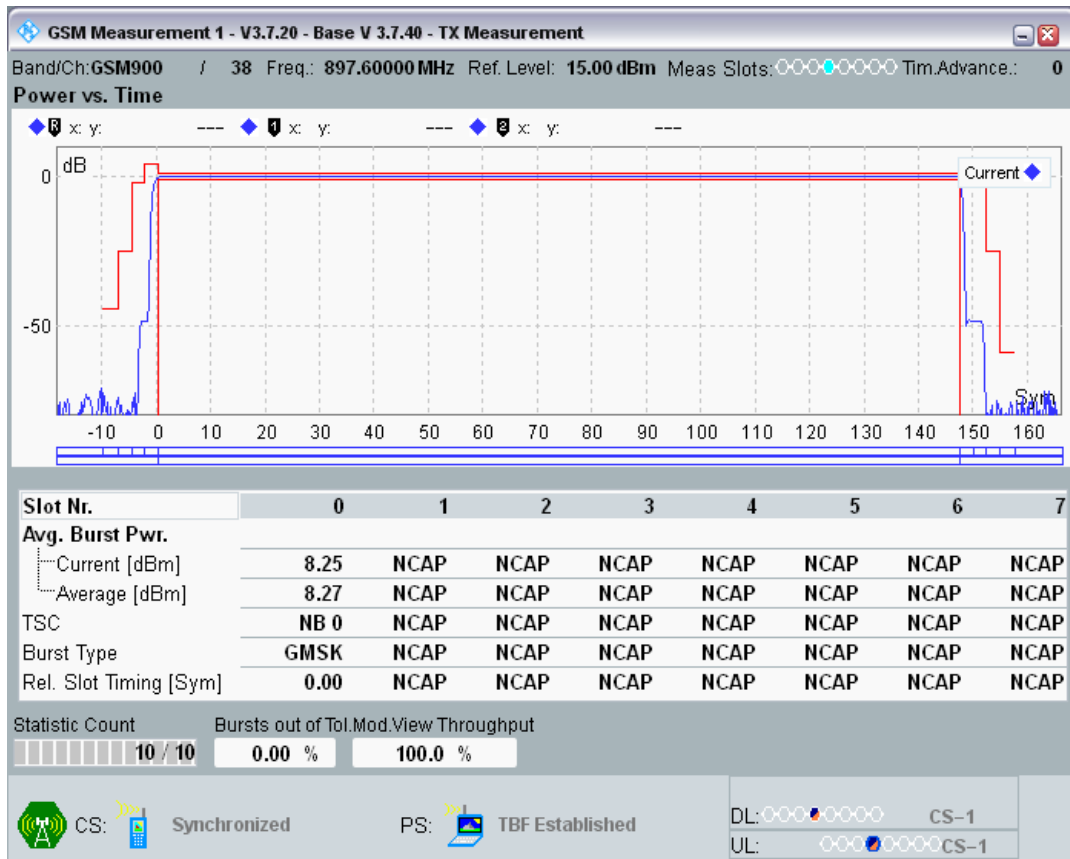 GSM Measurement 1 - V3.7.20 - Base V 3.7.40 - TX Measurement
Band/Ch:GSM900 / 38 Freq.: 897.60000 MHz Ref. Level: 15.00 dBm Meas Slots: Tim.Advance.: 0
Power vs. Time
R x: y: --- 1 x: y: --- 2 x: y: ---
dB
Current
0
-50
Sym
-10 0 10 20 30 40 50 60 70 80 90 100 110 120 130 140 150 160
Slot Nr. 0 1 2 3 4 5 6 7
Avg. Burst Pwr.
Current [dBm] 8.25 NCAP NCAP NCAP NCAP NCAP NCAP NCAP
Average [dBm] 8.27 NCAP NCAP NCAP NCAP NCAP NCAP NCAP
TSC NB 0 NCAP NCAP NCAP NCAP NCAP NCAP NCAP
Burst Type GMSK NCAP NCAP NCAP NCAP NCAP NCAP NCAP
Rel. Slot Timing [Sym] 0.00 NCAP NCAP NCAP NCAP NCAP NCAP NCAP
Statistic Count Bursts out of Tol.Mod.View Throughput
10 / 10 0.00 % 100.0 %
CS: Synchronized PS: TBF Established
DL: CS-1
UL: CS-1